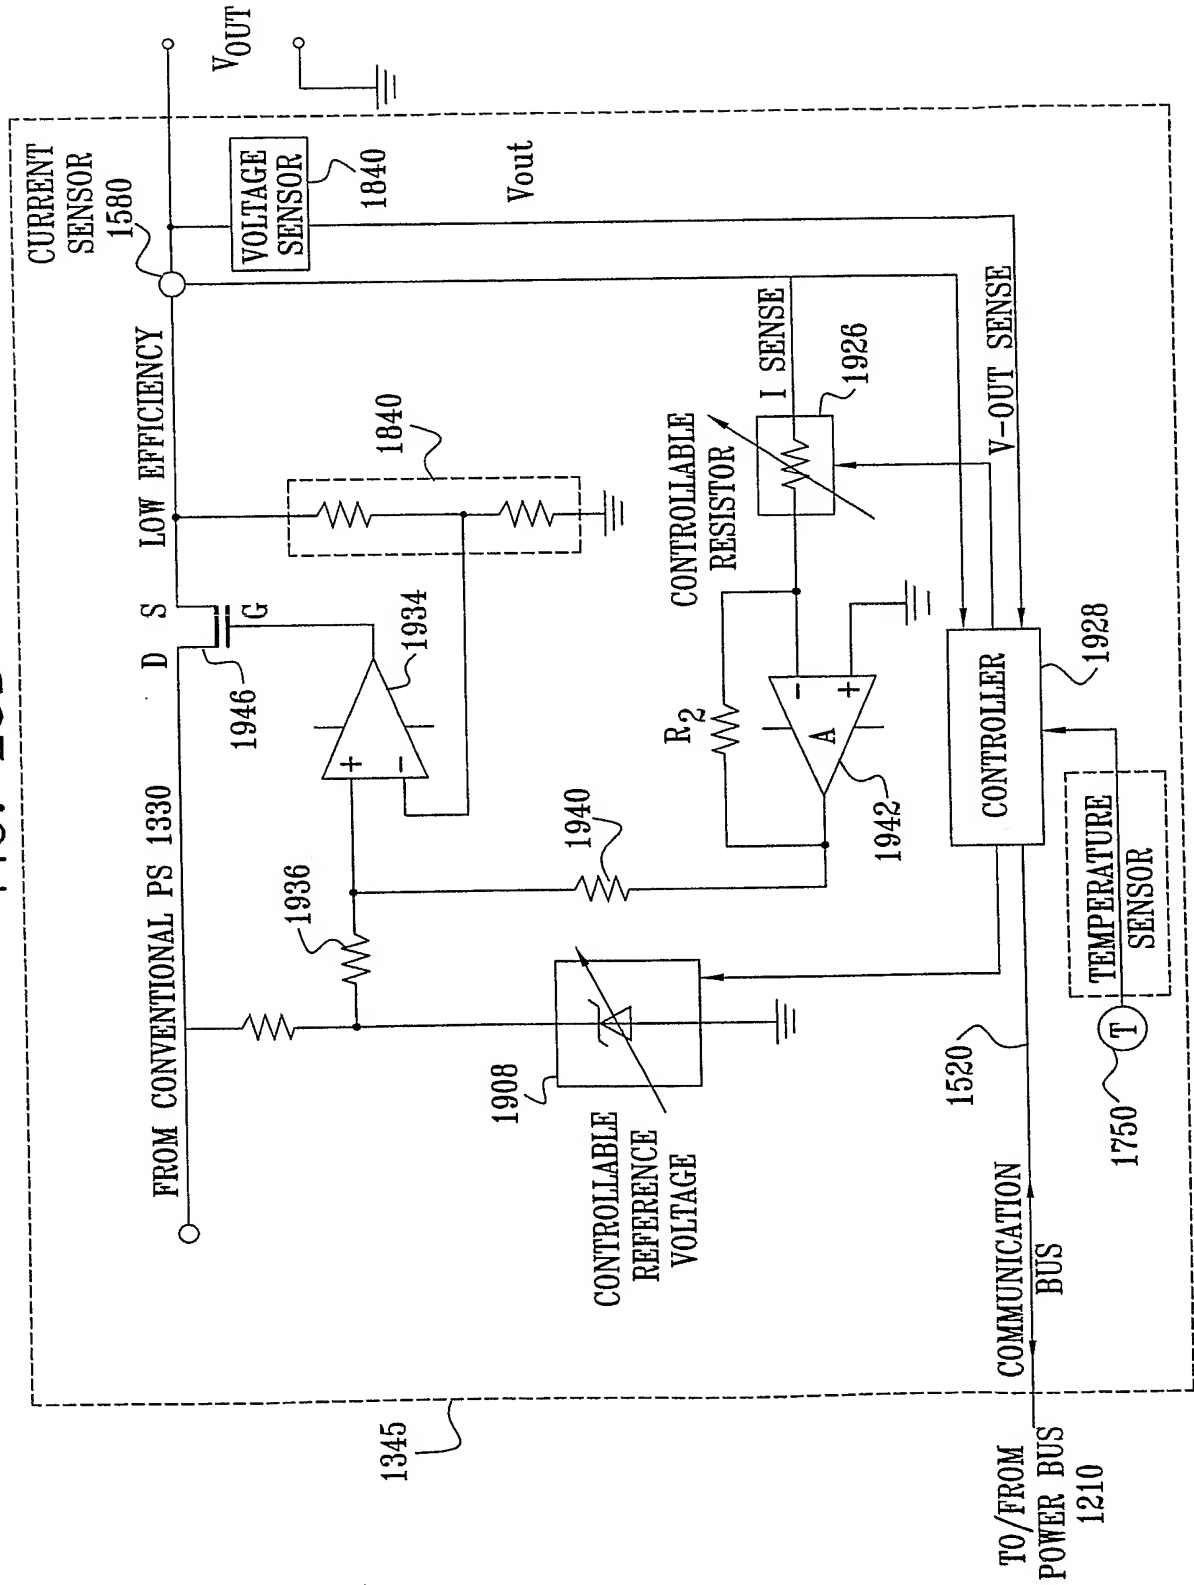 FROM CONVENTIONAL PS 1330
D
S
G
1946
LOW EFFICIENCY
CURRENT
SENSOR
1580
VOUT
VOLTAGE
SENSOR
1840
Vout
1840
+
−
1934
1936
1940
1908
CONTROLLABLE
REFERENCE
VOLTAGE
R2
−
+
A
1942
CONTROLLABLE
RESISTOR
I SENSE
1926
V-OUT SENSE
CONTROLLER
1928
TEMPERATURE
SENSOR
T
1750
1520
COMMUNICATION
BUS
1345
TO/FROM
POWER BUS
1210